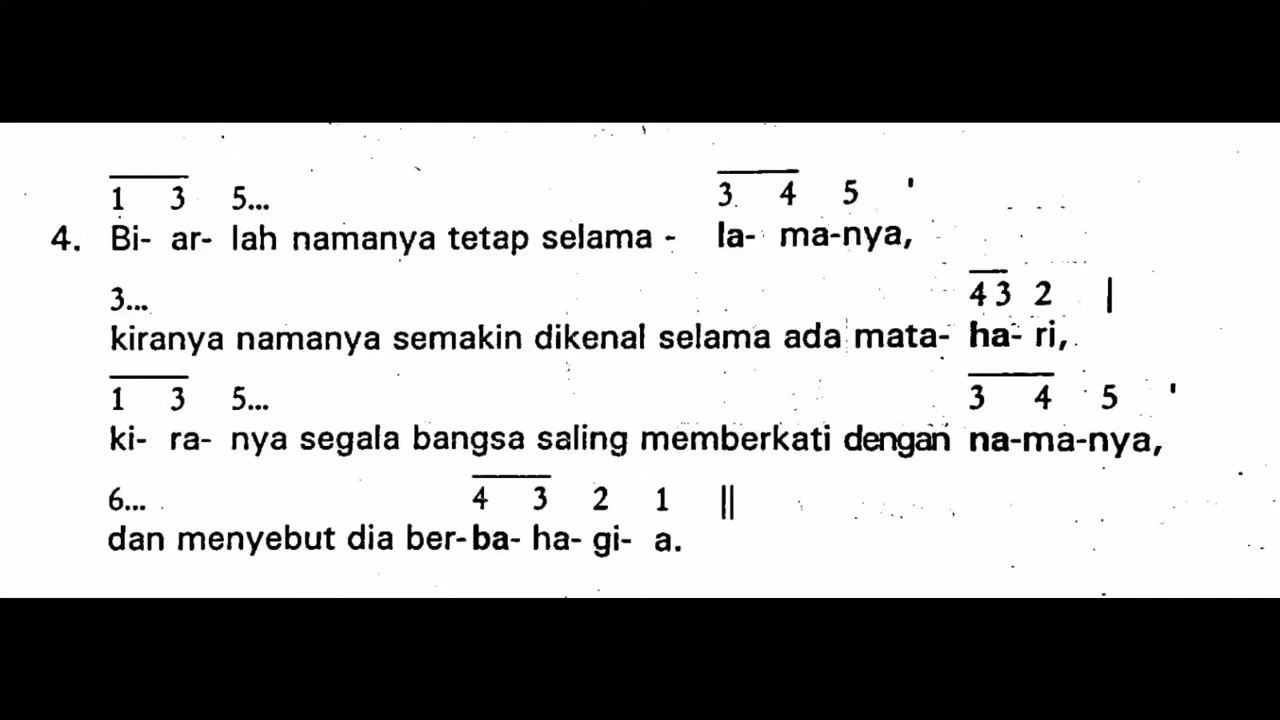 1 3 5... 3 4 5 '
4. Bi- ar- lah namanya tetap selama - la- ma-nya,
3... 4 3 2 |
kiranya namanya semakin dikenal selama ada mata- ha- ri,
1 3 5... 3 4 5 '
ki- ra- nya segala bangsa saling memberkati dengan na-ma-nya,
6... 4 3 2 1 ||
dan menyebut dia ber-ba- ha- gi- a.